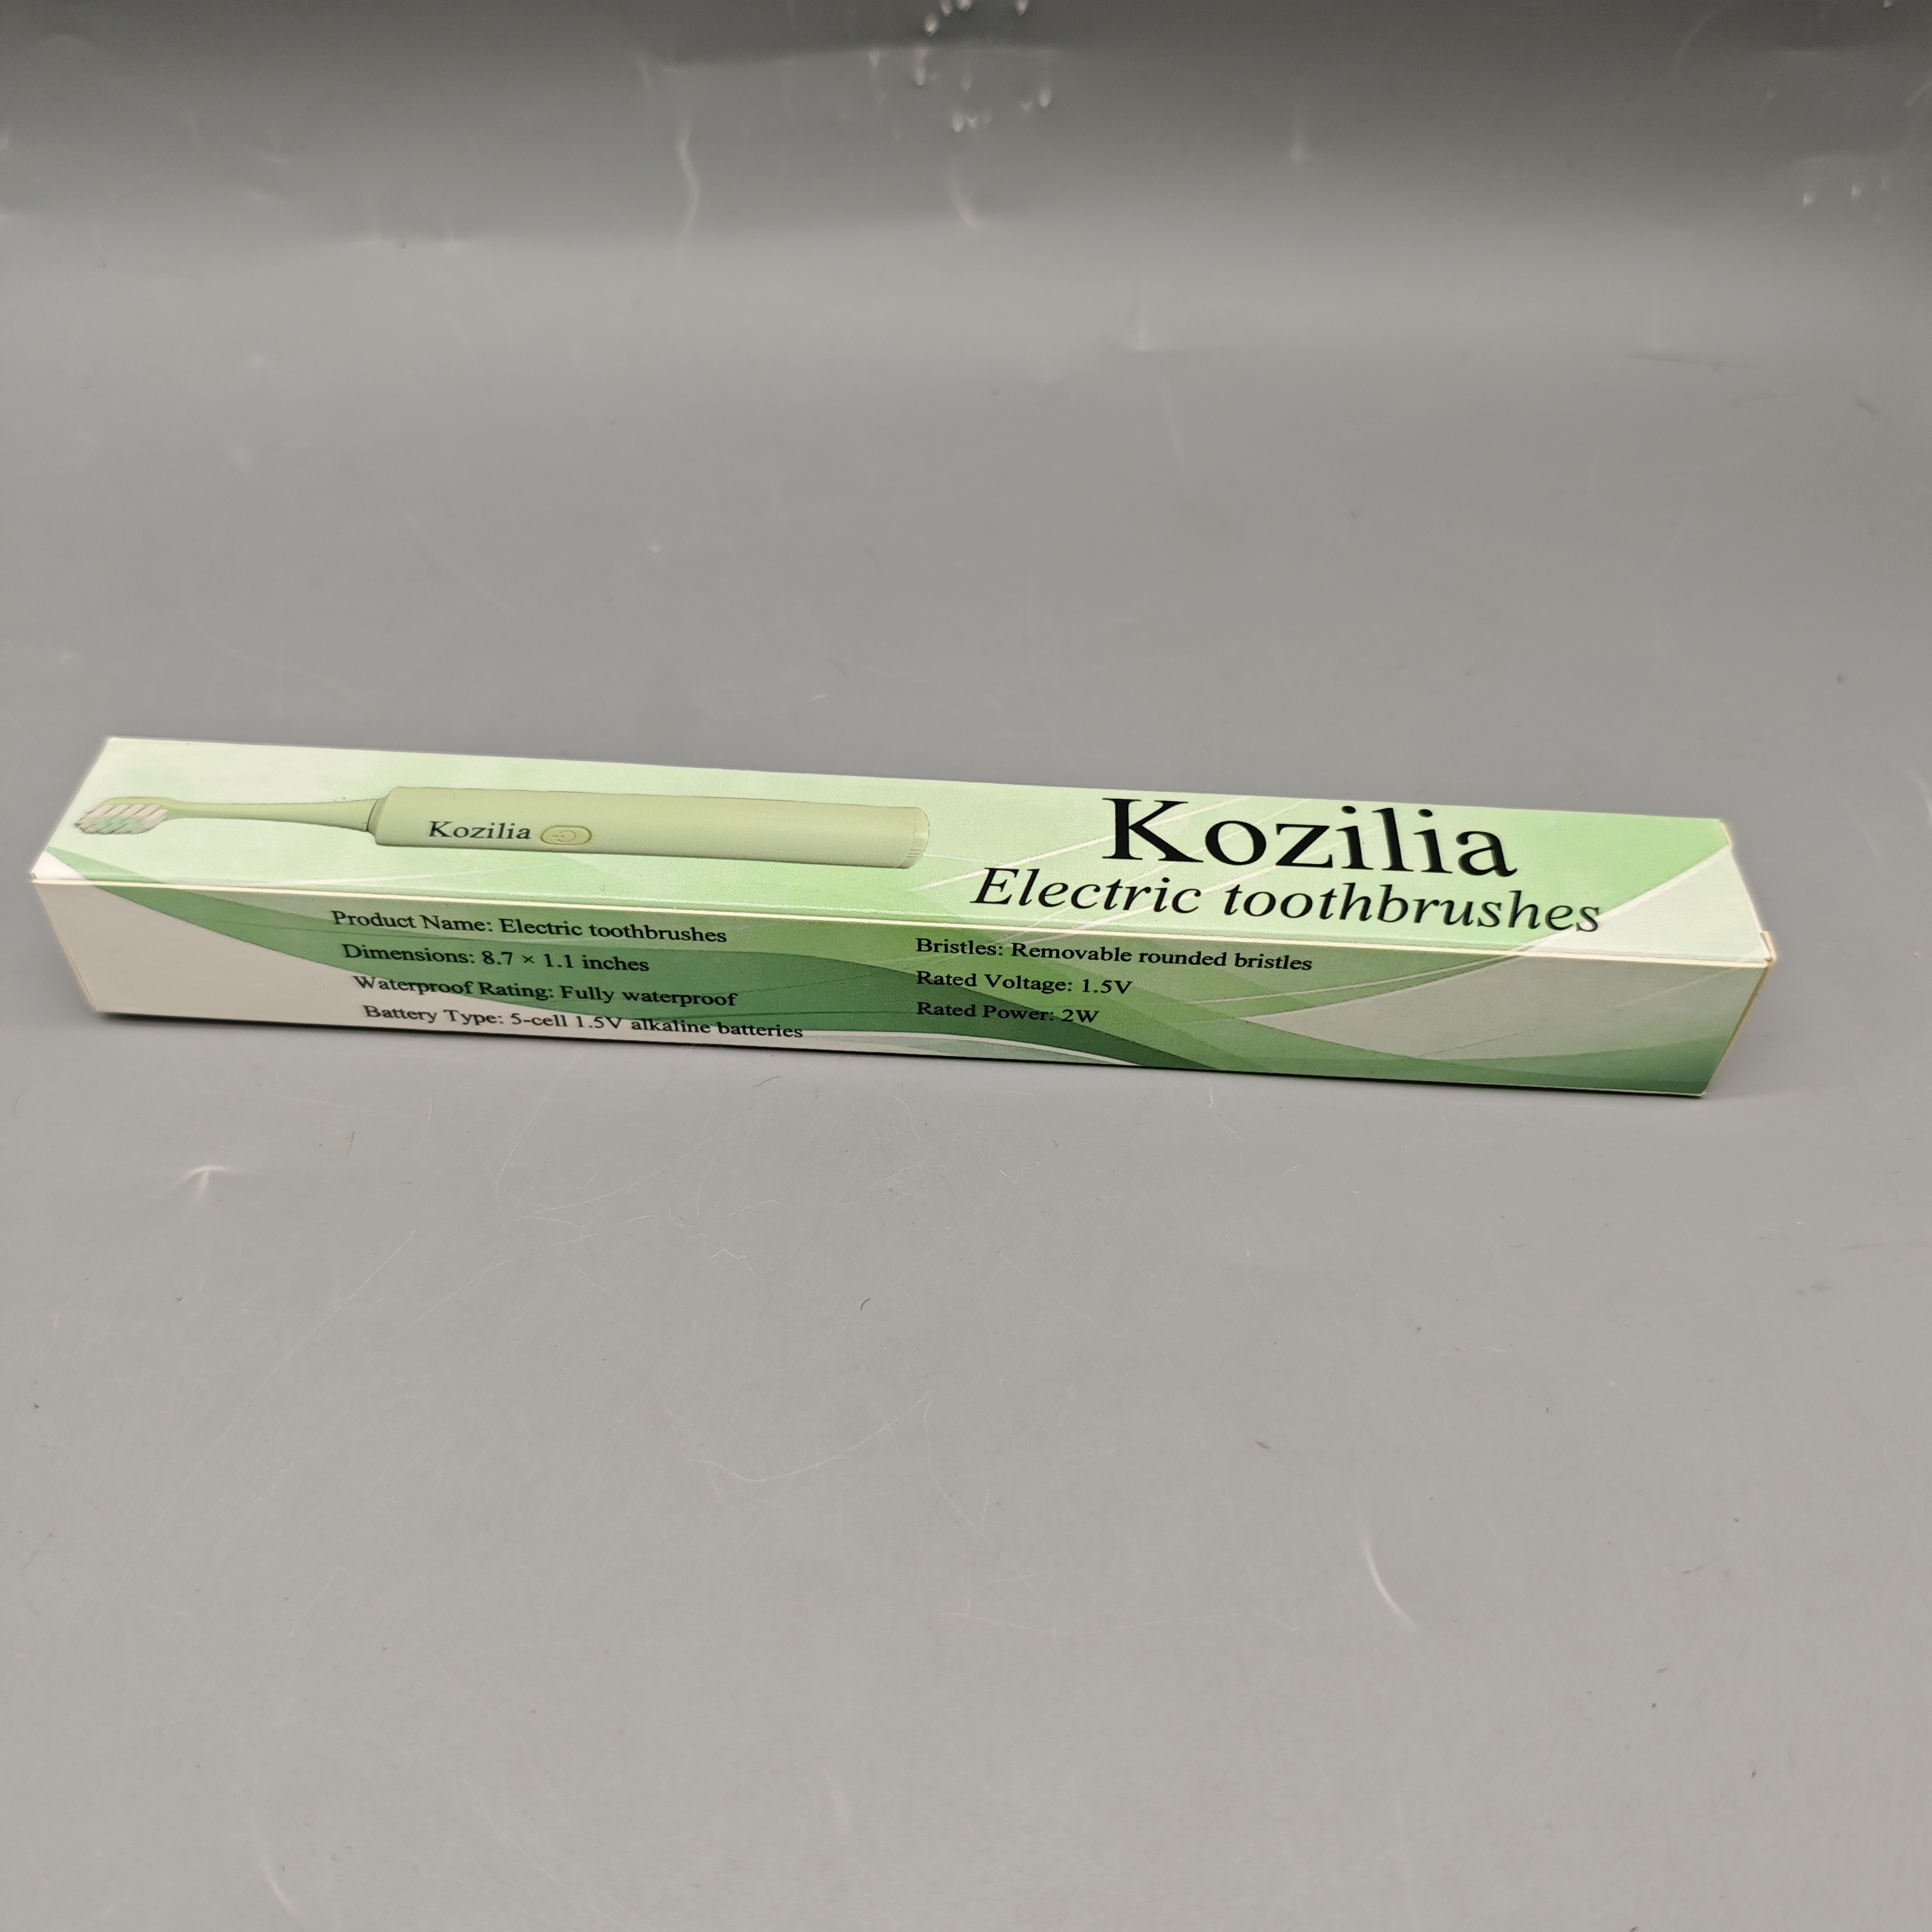 Kozilia
Kozilia
Electric toothbrushes
Product Name: Electric toothbrushes
Dimensions: 8.7 × 1.1 inches
Waterproof Rating: Fully waterproof
Battery Type: 5-cell 1.5V alkaline batteries
Bristles: Removable rounded bristles
Rated Voltage: 1.5V
Rated Power: 2W